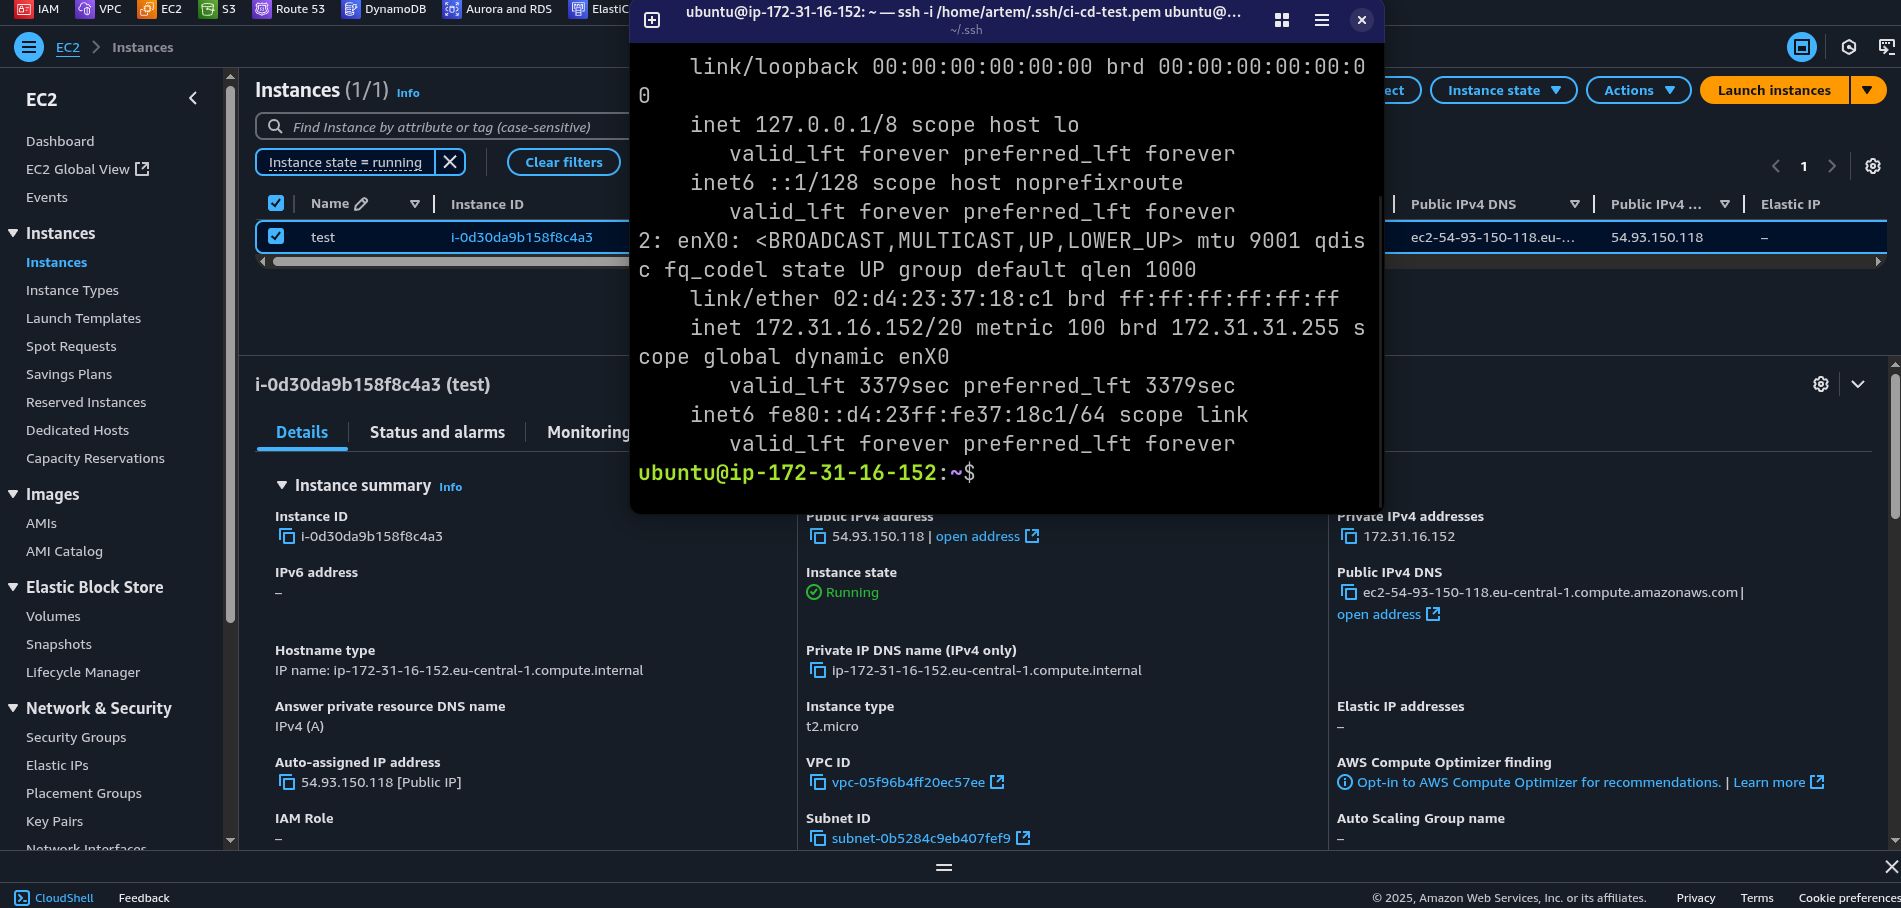 IAM VPC EC2 S3 Route 53 DynamoDB Aurora and RDS ElastiC
EC2 Instances
ubuntu@ip-172-31-16-152: ~ — ssh -i /home/artem/.ssh/ci-cd-test.pem ubuntu@...
~/.ssh
link/loopback 00:00:00:00:00:00 brd 00:00:00:00:00:0
0
inet 127.0.0.1/8 scope host lo
valid_lft forever preferred_lft forever
inet6 ::1/128 scope host noprefixroute
valid_lft forever preferred_lft forever
2: enX0: <BROADCAST,MULTICAST,UP,LOWER_UP> mtu 9001 qdis
c fq_codel state UP group default qlen 1000
link/ether 02:d4:23:37:18:c1 brd ff:ff:ff:ff:ff:ff
inet 172.31.16.152/20 metric 100 brd 172.31.31.255 s
cope global dynamic enX0
valid_lft 3379sec preferred_lft 3379sec
inet6 fe80::d4:23ff:fe37:18c1/64 scope link
valid_lft forever preferred_lft forever
ubuntu@ip-172-31-16-152:~$
EC2
Dashboard
EC2 Global View
Events
Instances
Instances
Instance Types
Launch Templates
Spot Requests
Savings Plans
Reserved Instances
Dedicated Hosts
Capacity Reservations
Images
AMIs
AMI Catalog
Elastic Block Store
Volumes
Snapshots
Lifecycle Manager
Network & Security
Security Groups
Elastic IPs
Placement Groups
Key Pairs
Network Interfaces
Instances (1/1) Info
ect Instance state Actions Launch instances
Find Instance by attribute or tag (case-sensitive)
Instance state = running Clear filters
1
Name Instance ID Public IPv4 DNS Public IPv4 ... Elastic IP
test i-0d30da9b158f8c4a3 ec2-54-93-150-118.eu-... 54.93.150.118 –
i-0d30da9b158f8c4a3 (test)
Details Status and alarms Monitoring
Instance summary Info
Instance ID
i-0d30da9b158f8c4a3
Public IPv4 address
54.93.150.118 | open address
Private IPv4 addresses
172.31.16.152
IPv6 address
–
Instance state
Running
Public IPv4 DNS
ec2-54-93-150-118.eu-central-1.compute.amazonaws.com |
open address
Hostname type
IP name: ip-172-31-16-152.eu-central-1.compute.internal
Private IP DNS name (IPv4 only)
ip-172-31-16-152.eu-central-1.compute.internal
Answer private resource DNS name
IPv4 (A)
Instance type
t2.micro
Elastic IP addresses
–
Auto-assigned IP address
54.93.150.118 [Public IP]
VPC ID
vpc-05f96b4ff20ec57ee
AWS Compute Optimizer finding
Opt-in to AWS Compute Optimizer for recommendations. | Learn more
IAM Role
–
Subnet ID
subnet-0b5284c9eb407fef9
Auto Scaling Group name
–
CloudShell Feedback © 2025, Amazon Web Services, Inc. or its affiliates. Privacy Terms Cookie preferences